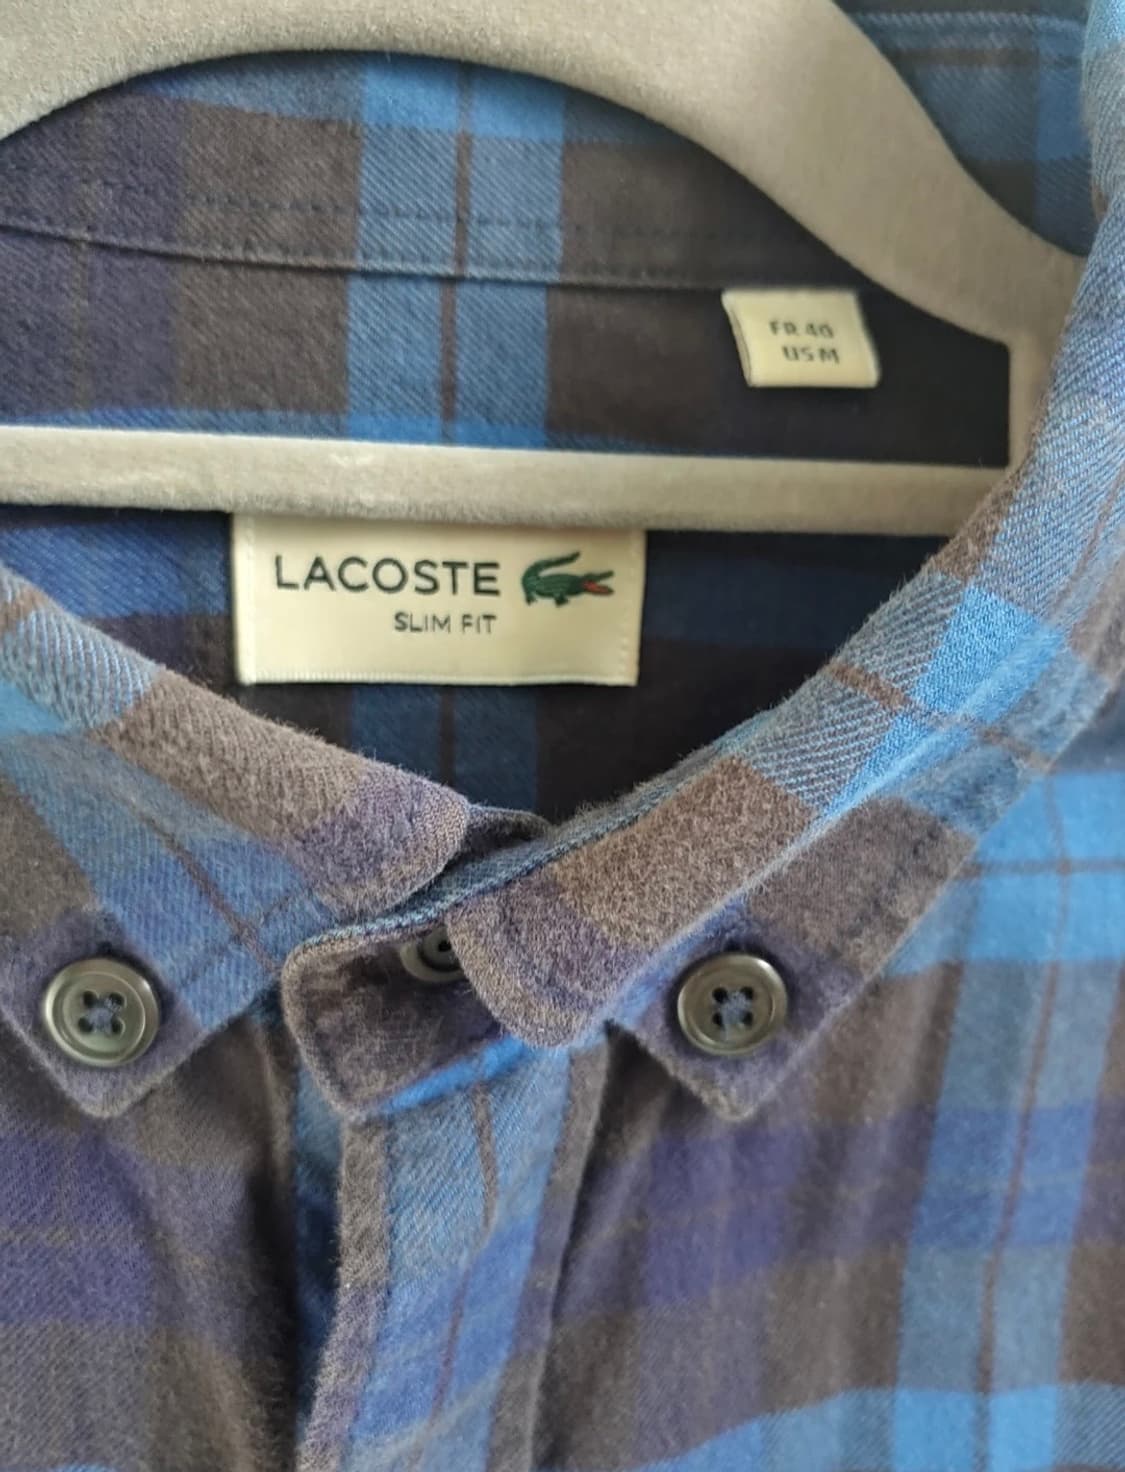 FR 40
US M
LACOSTE
SLIM FIT